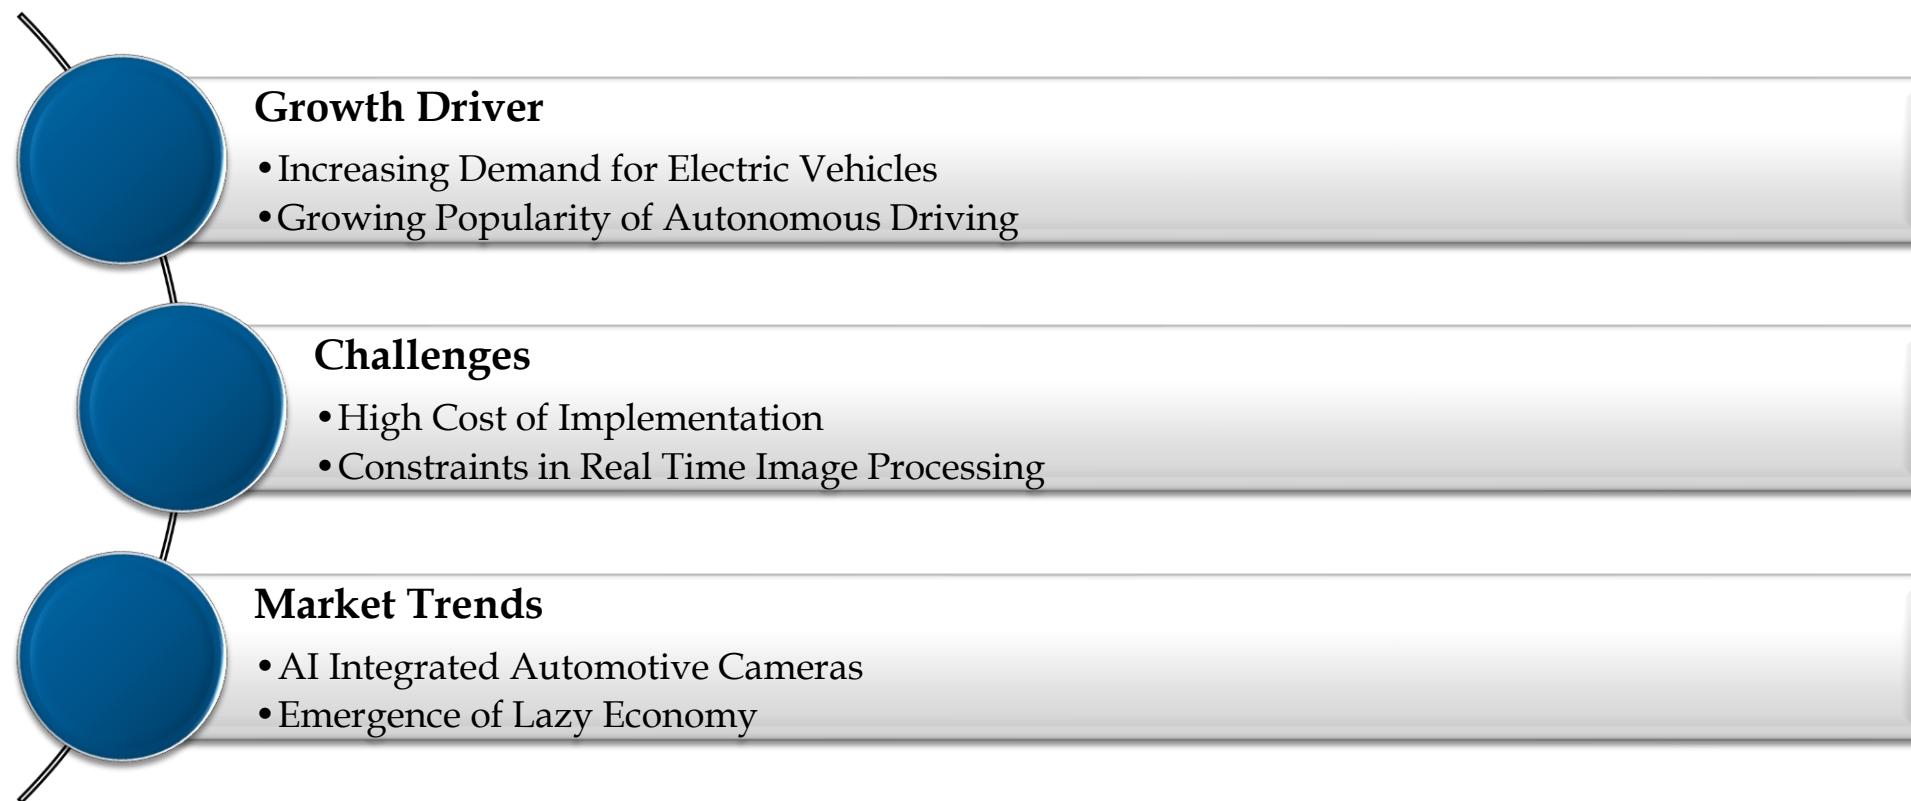 Growth Driver
•Increasing Demand for Electric Vehicles
•Growing Popularity of Autonomous Driving
Challenges
•High Cost of Implementation
•Constraints in Real Time Image Processing
Market Trends
•AI Integrated Automotive Cameras
•Emergence of Lazy Economy